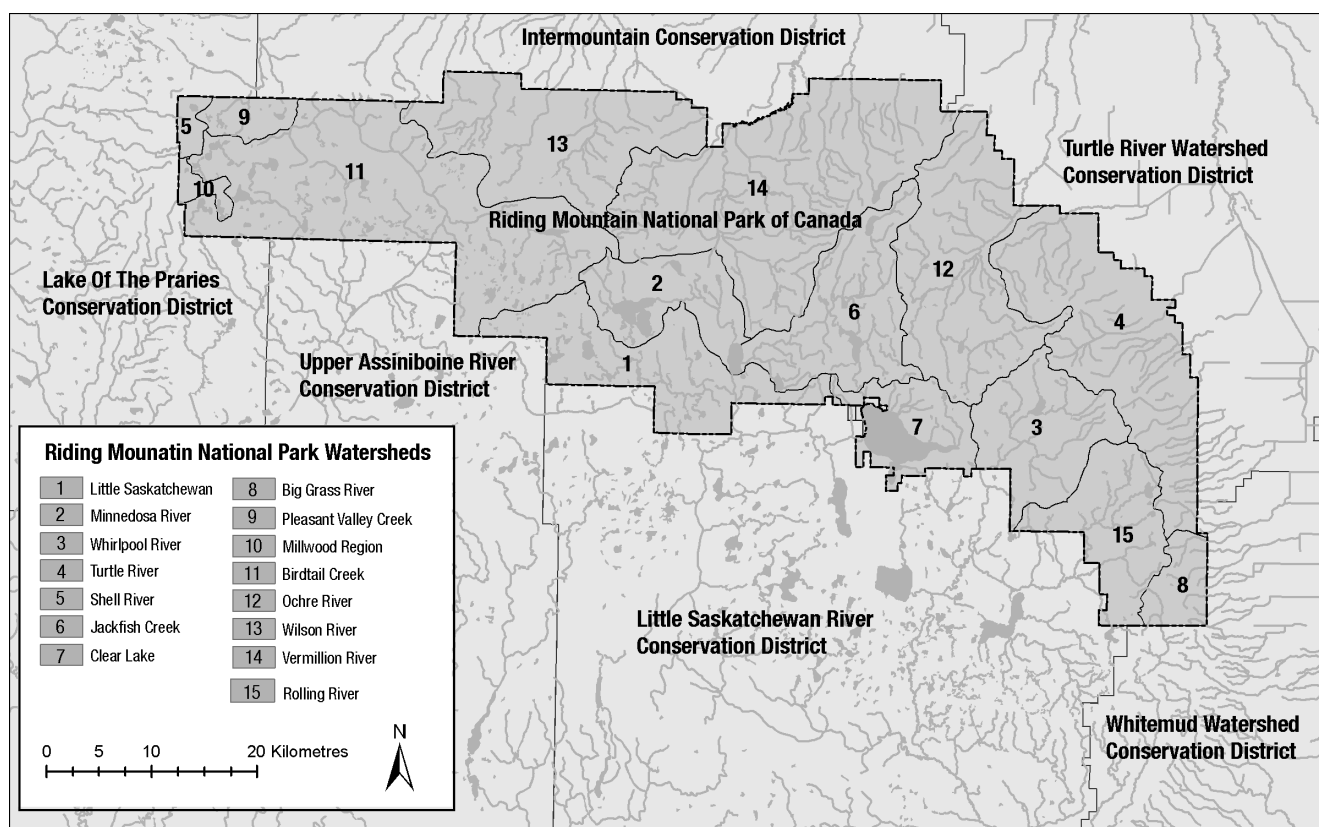 Intermountain Conservation District
5
9
13
11
10
14
Turtle River Watershed
Conservation District
Riding Mountain National Park of Canada
12
Lake Of The Praries
Conservation District
2
6
4
1
Upper Assiniboine River
Conservation District
7
3
15
8
Little Saskatchewan River
Conservation District
Whitemud Watershed
Conservation District
Riding Mounatin National Park Watersheds
1 Little Saskatchewan
2 Minnedosa River
3 Whirlpool River
4 Turtle River
5 Shell River
6 Jackfish Creek
7 Clear Lake
8 Big Grass River
9 Pleasant Valley Creek
10 Millwood Region
11 Birdtail Creek
12 Ochre River
13 Wilson River
14 Vermillion River
15 Rolling River
N
0 5 10 20 Kilometres